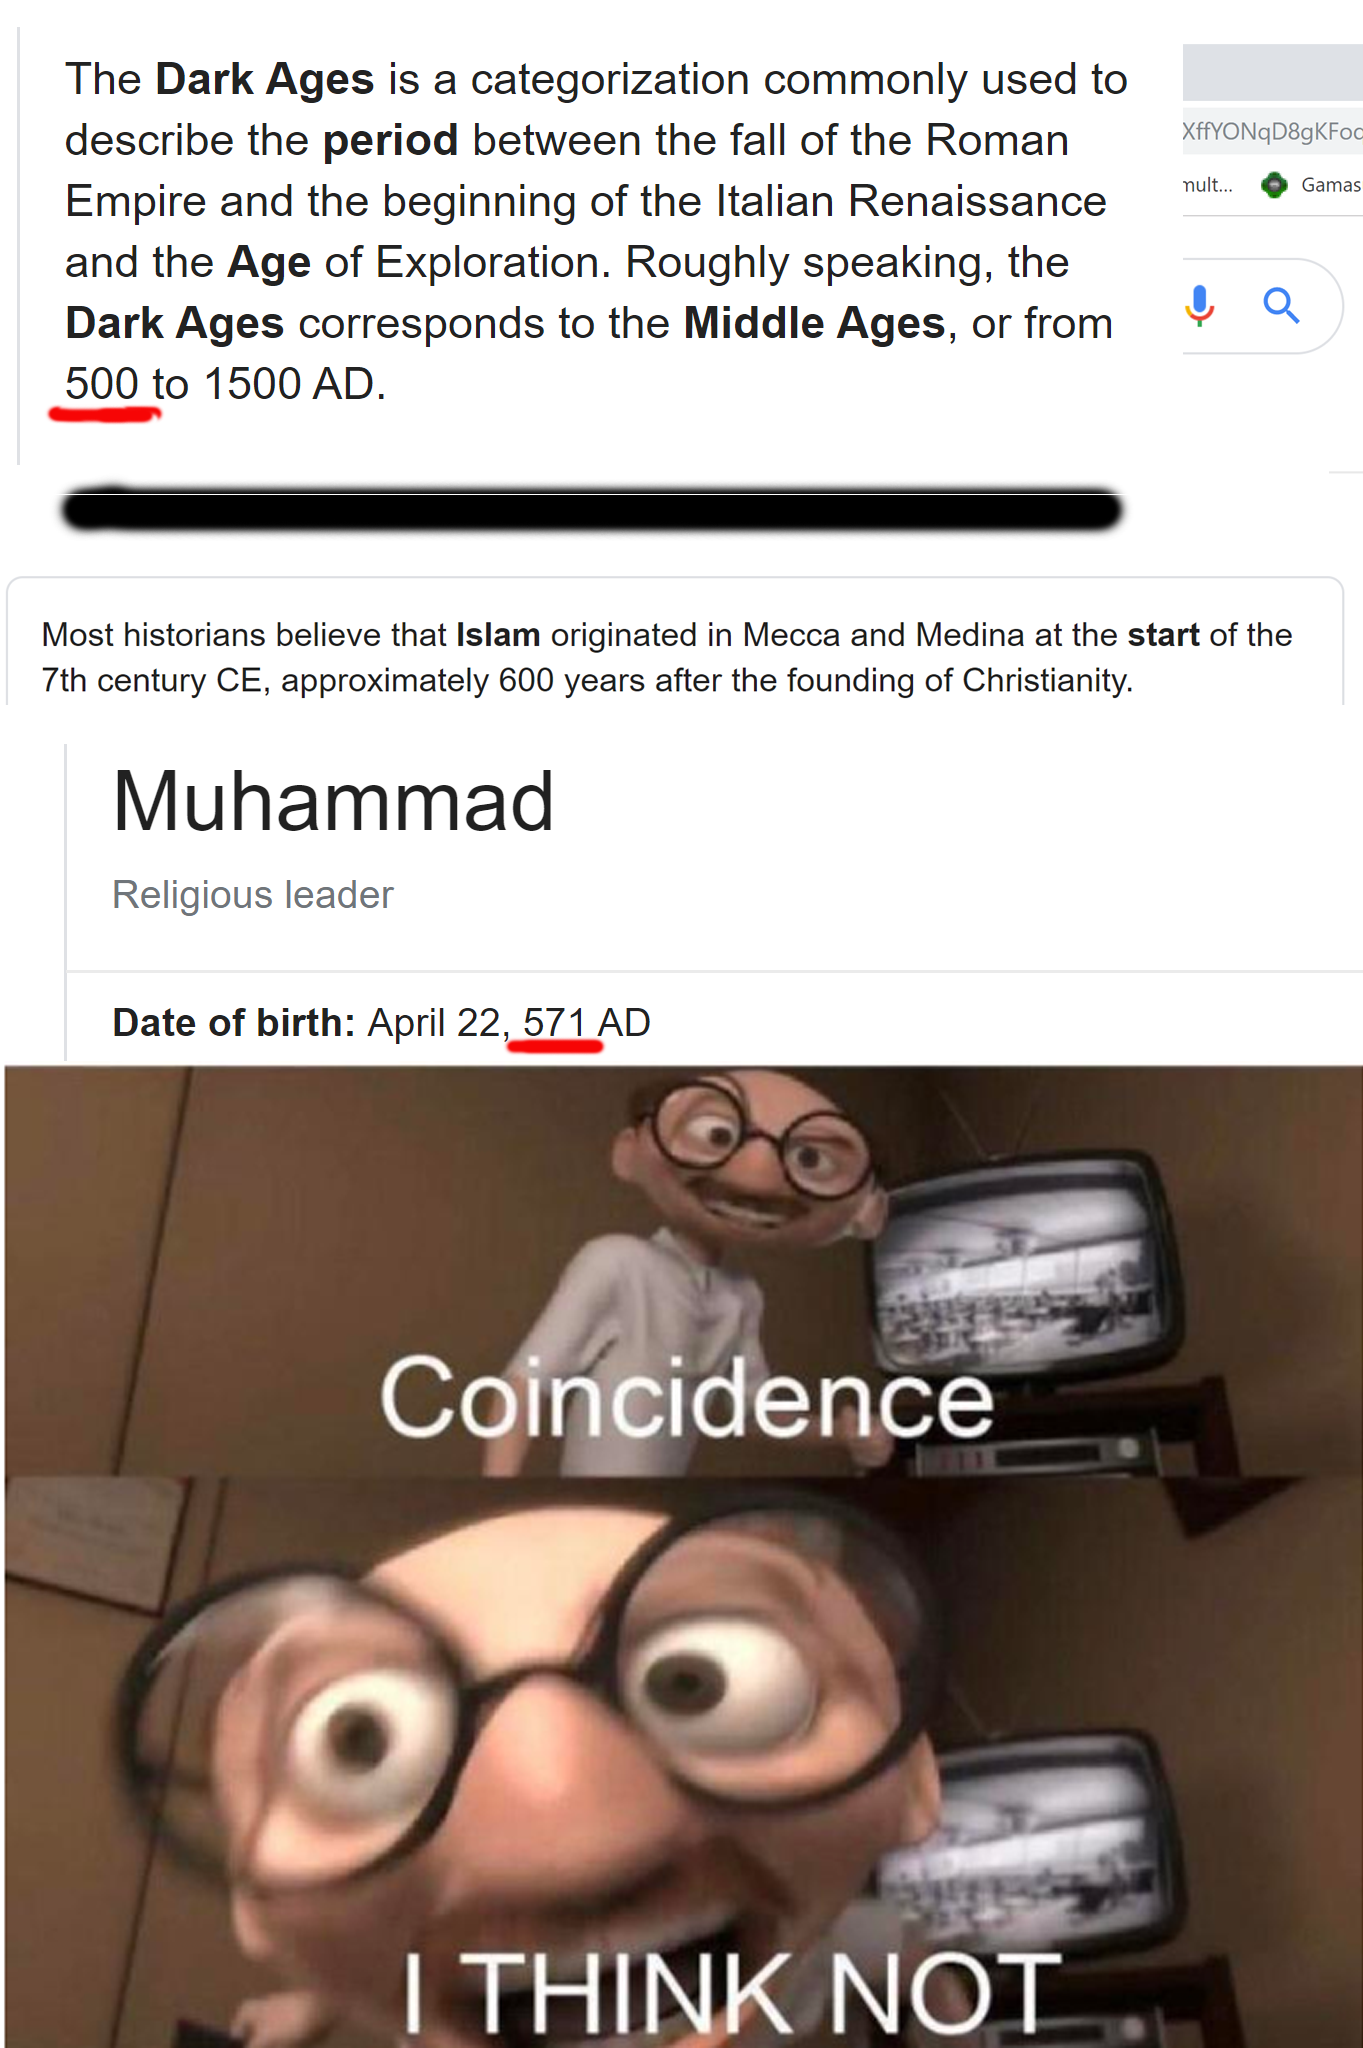 The Dark Ages is a categorization commonly used to
describe the period between the fall of the Roman
Empire and the beginning of the Italian Renaissance
and the Age of Exploration. Roughly speaking, the
Dark Ages corresponds to the Middle Ages, or from
500 to 1500 AD.
XffYONqD8gKFoc
mult...
Gamas
Most historians believe that Islam originated in Mecca and Medina at the start of the
7th century CE, approximately 600 years after the founding of Christianity.
Muhammad
Religious leader
Date of birth: April 22, 571 AD
Coincidence
I THINK NOT